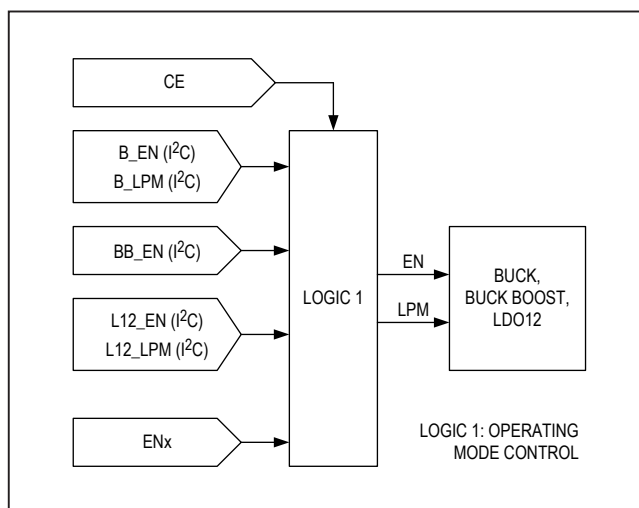 CE
B_EN (I²C)
B_LPM (I²C)
BB_EN (I²C)
L12_EN (I²C)
L12_LPM (I²C)
ENx
LOGIC 1
EN
LPM
BUCK,
BUCK BOOST,
LDO12
LOGIC 1: OPERATING
MODE CONTROL